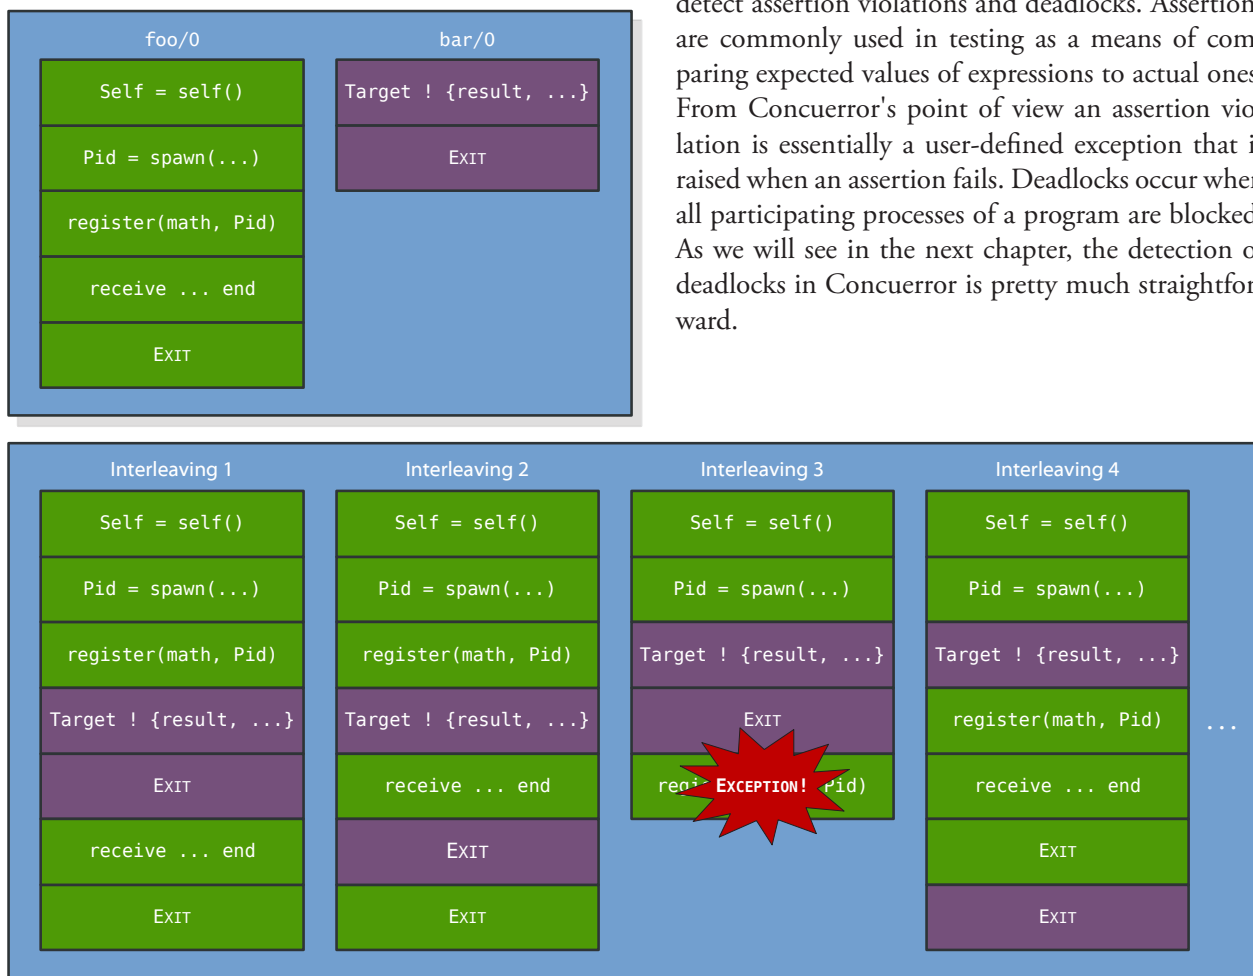 foo/0
Self = self()
Pid = spawn(...)
register(math, Pid)
receive ... end
EXIT
bar/0
Target ! {result, ...}
EXIT
detect assertion violations and deadlocks. Assertion
are commonly used in testing as a means of com
paring expected values of expressions to actual ones
From Concuerror's point of view an assertion vio
lation is essentially a user-defined exception that i
raised when an assertion fails. Deadlocks occur when
all participating processes of a program are blocked
As we will see in the next chapter, the detection o
deadlocks in Concuerror is pretty much straightfor
ward.
Interleaving 1
Self = self()
Pid = spawn(...)
register(math, Pid)
Target ! {result, ...}
EXIT
receive ... end
EXIT
Interleaving 2
Self = self()
Pid = spawn(...)
register(math, Pid)
Target ! {result, ...}
receive ... end
EXIT
EXIT
Interleaving 3
Self = self()
Pid = spawn(...)
Target ! {result, ...}
EXIT
Pid)
EXCEPTION!
Interleaving 4
Self = self()
Pid = spawn(...)
Target ! {result, ...}
register(math, Pid)
receive ... end
EXIT
EXIT
...